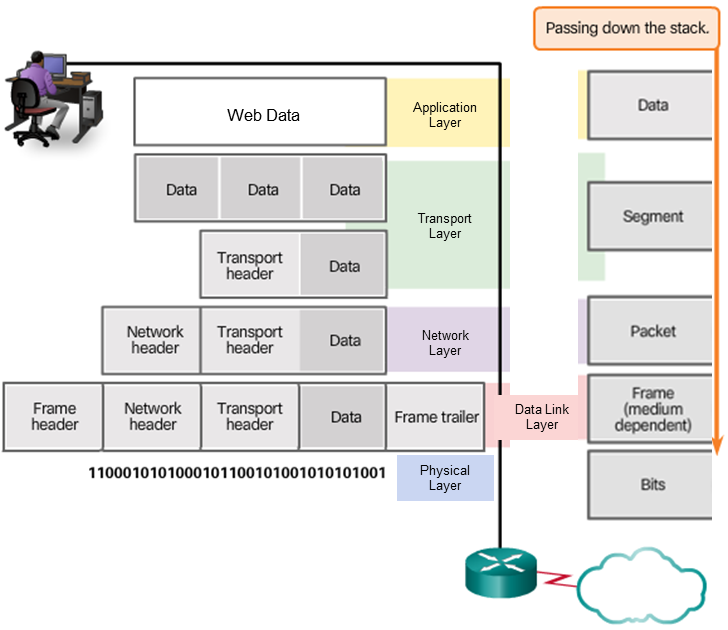 Passing down the stack.
Web Data
Application
Layer
Data
Data
Data
Data
Transport
Layer
Segment
Transport
header
Data
Network
header
Transport
header
Data
Network
Layer
Packet
Frame
header
Network
header
Transport
header
Data
Frame trailer
Data Link
Layer
Frame
(medium
dependent)
1100010101000101100101001010101001
Physical
Layer
Bits